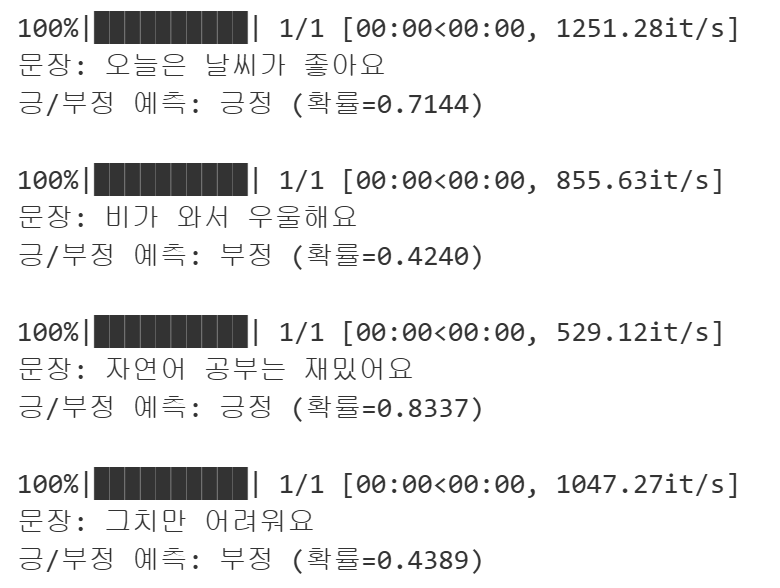 100%|██████████| 1/1 [00:00<00:00, 1251.28it/s]
문장: 오늘은 날씨가 좋아요
긍/부정 예측: 긍정 (확률=0.7144)
100%|██████████| 1/1 [00:00<00:00, 855.63it/s]
문장: 비가 와서 우울해요
긍/부정 예측: 부정 (확률=0.4240)
100%|██████████| 1/1 [00:00<00:00, 529.12it/s]
문장: 자연어 공부는 재밌어요
긍/부정 예측: 긍정 (확률=0.8337)
100%|██████████| 1/1 [00:00<00:00, 1047.27it/s]
문장: 그치만 어려워요
긍/부정 예측: 부정 (확률=0.4389)